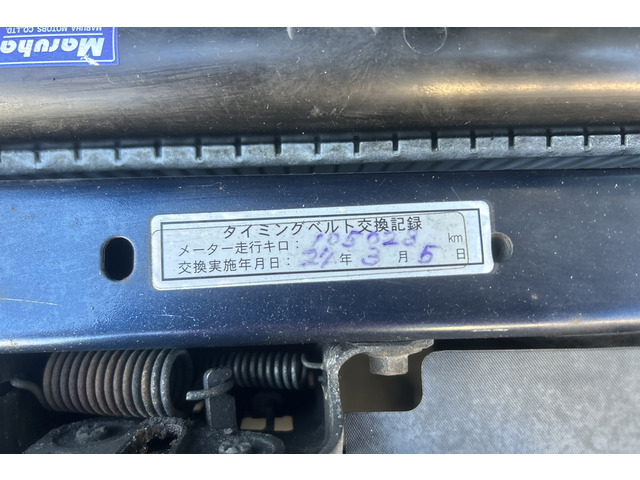 Maruha
MARUHA MOTORS CO.,LTD.
タイミングベルト交換記録
メーター走行キロ: 105028 km
交換実施年月日: 27年 3月 5日